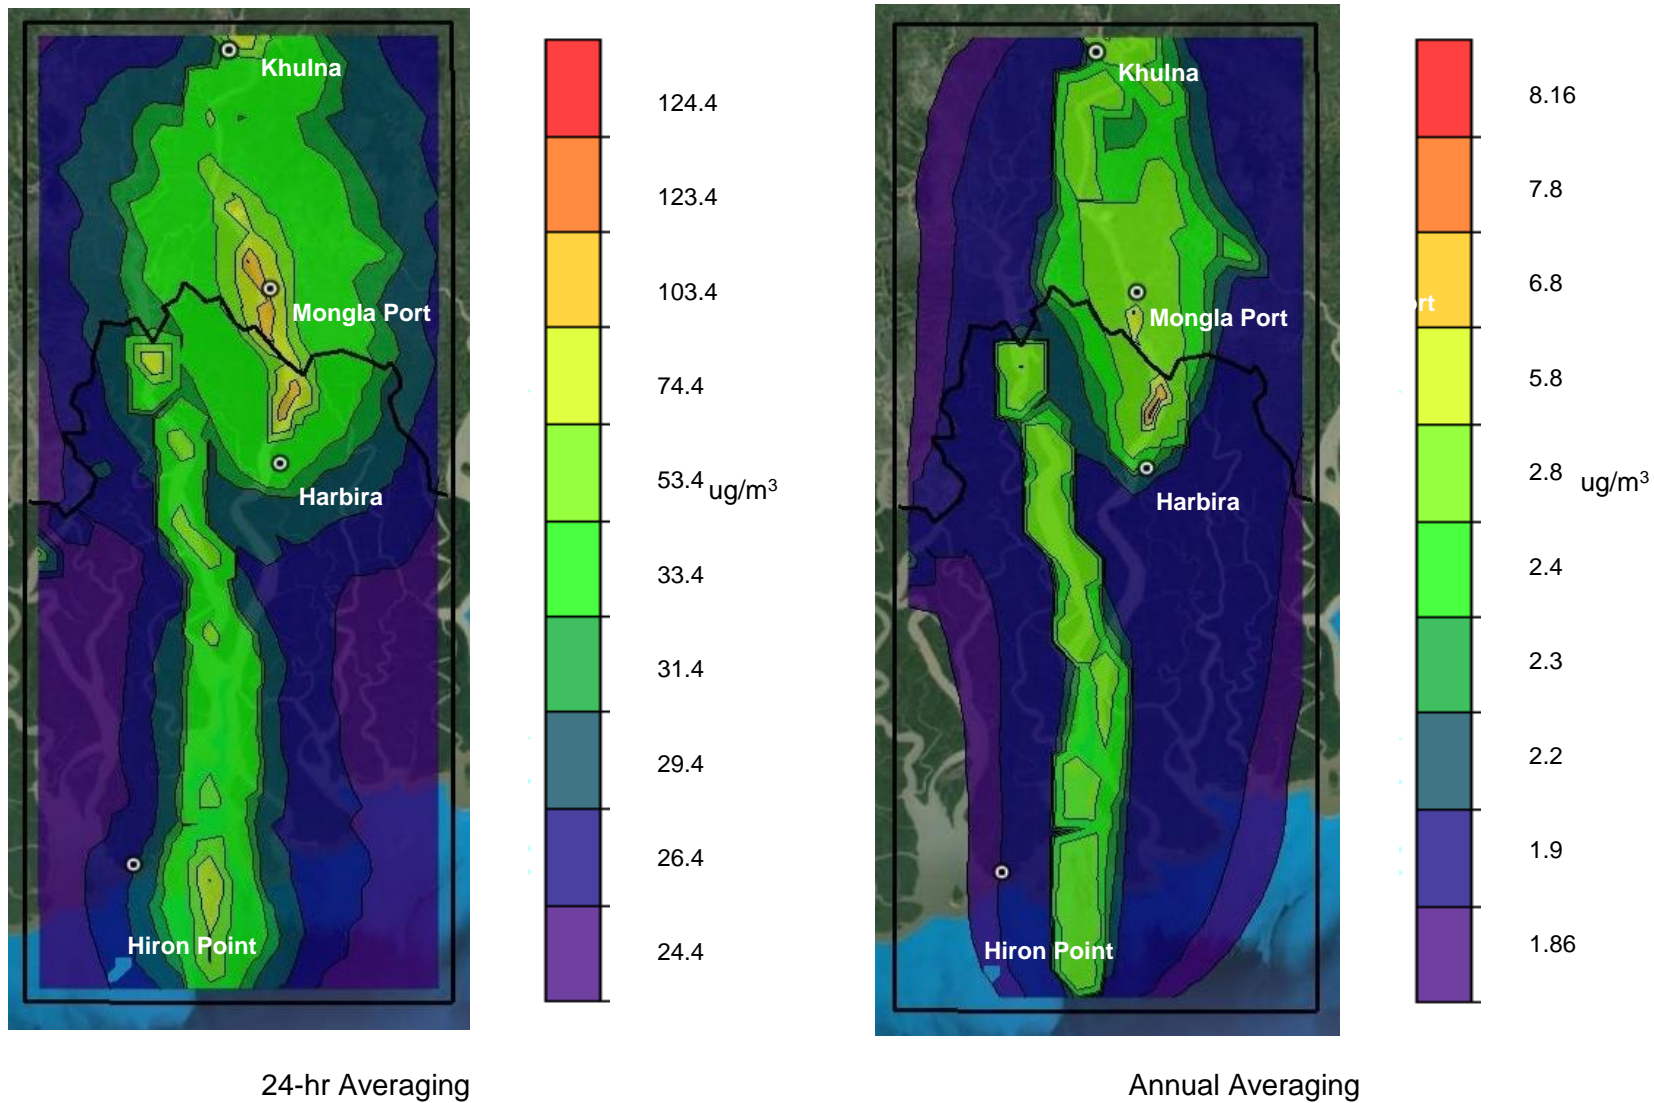 Khulna
Mongla Port
Harbira
Hiron Point
124.4
123.4
103.4
74.4
53.4 ug/m³
33.4
31.4
29.4
26.4
24.4
24-hr Averaging
Khulna
Mongla Port
Harbira
Hiron Point
rt
8.16
7.8
6.8
5.8
2.8 ug/m³
2.4
2.3
2.2
1.9
1.86
Annual Averaging